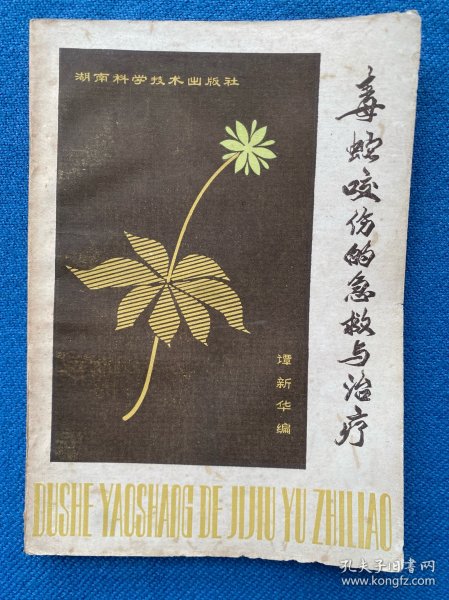 湖南科学技术出版社
毒蛇咬伤的急救与治疗
谭新华编
DUSHE YAOSHANG DE JIJIU YU ZHILIAO
孔夫子旧书网
www.kongfz.com